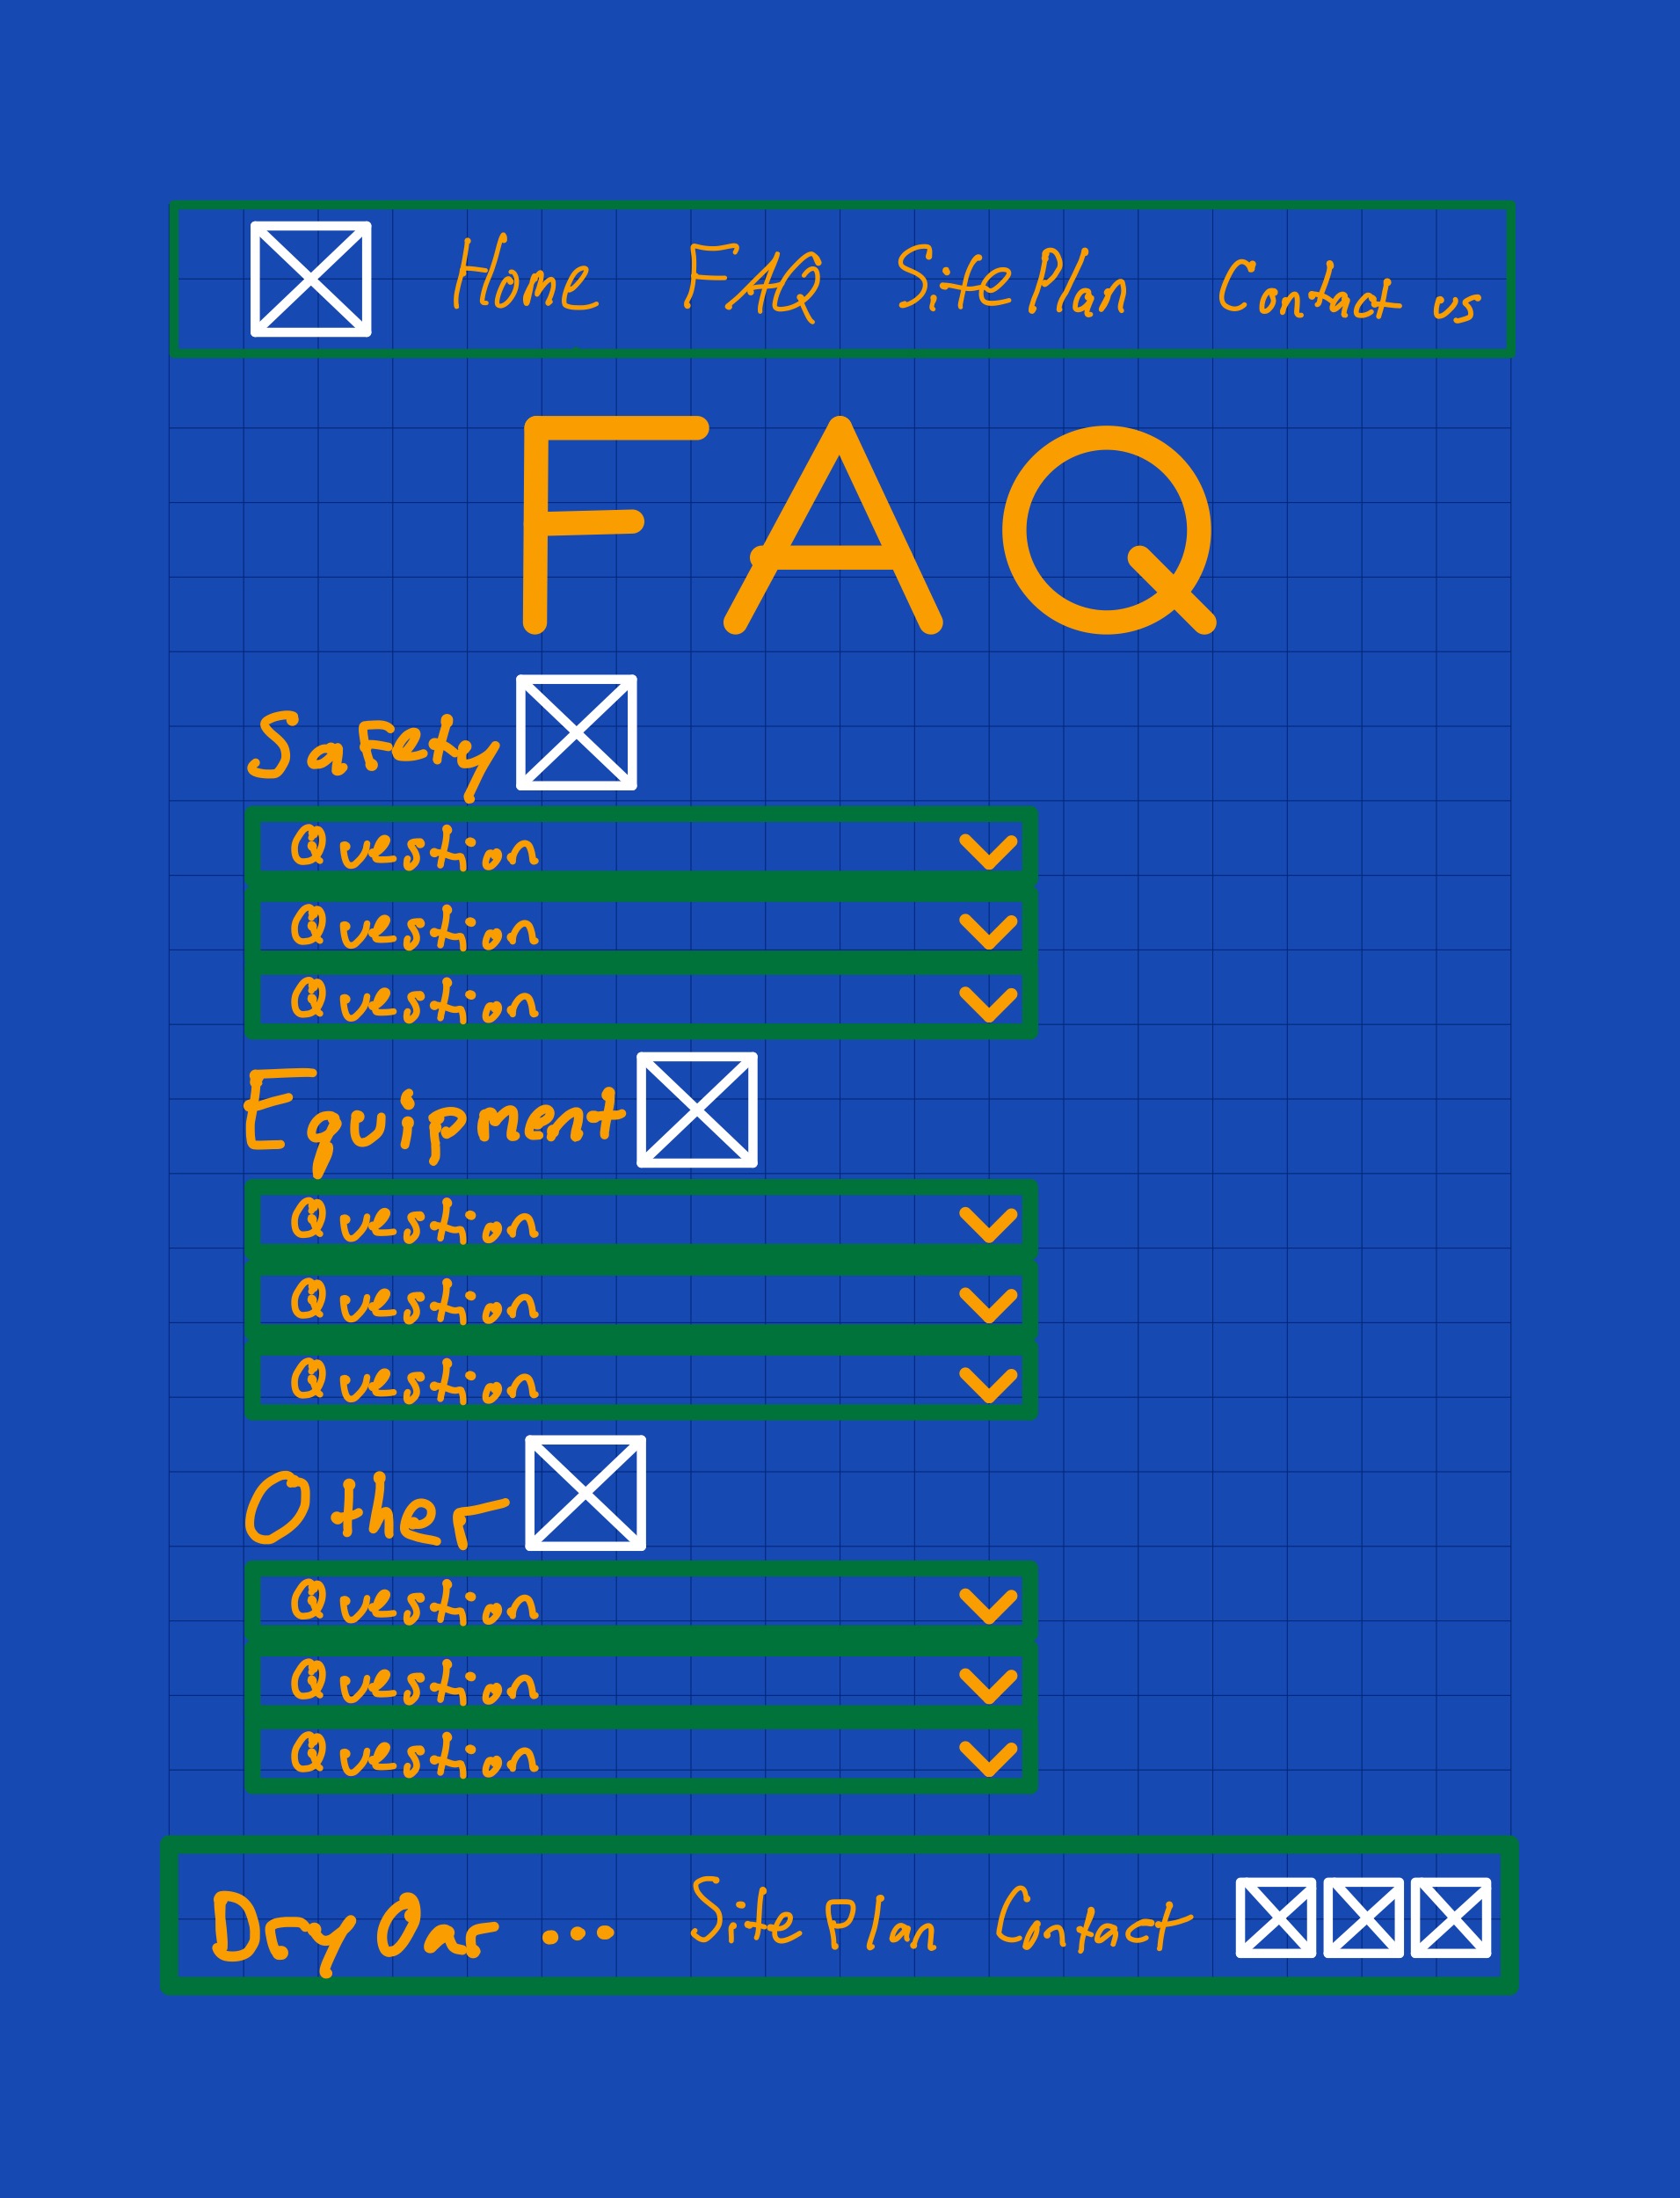 Home FAQ Site Plan Contact us
FAQ
Safety
Question
Question
Question
Equipment
Question
Question
Question
Other
Question
Question
Question
Dry Oar ... Site Plan Contact